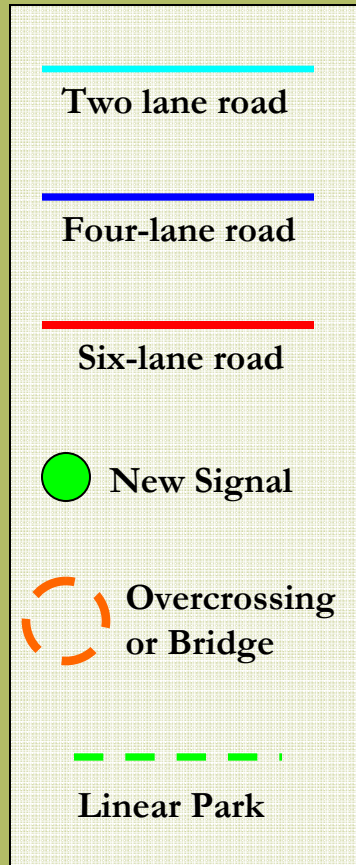 Two lane road
Four-lane road
Six-lane road
New Signal
Overcrossing
or Bridge
Linear Park